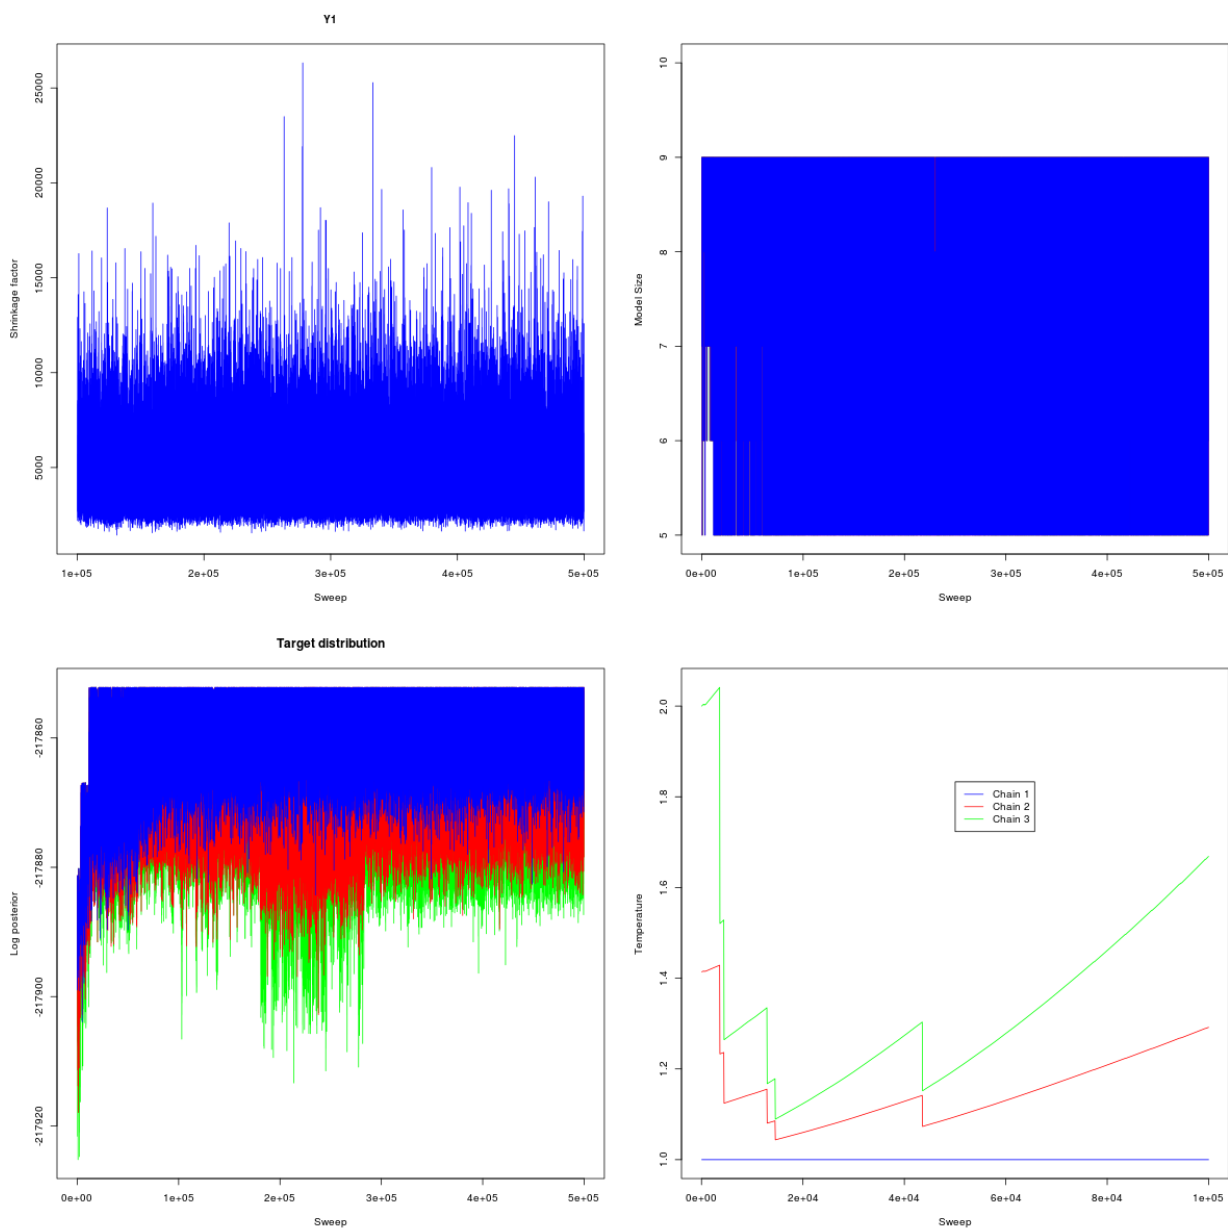 Y1
Shrinkage factor
25000
20000
15000
10000
5000
1e+05
2e+05
3e+05
4e+05
5e+05
Sweep
Model Size
10
9
8
7
6
5
0e+00
1e+05
2e+05
3e+05
4e+05
5e+05
Sweep
Target distribution
Log posterior
-217860
-217880
-217900
-217920
0e+00
1e+05
2e+05
3e+05
4e+05
5e+05
Sweep
Temperature
2.0
1.8
1.6
1.4
1.2
1.0
Chain 1
Chain 2
Chain 3
0e+00
2e+04
4e+04
6e+04
8e+04
1e+05
Sweep